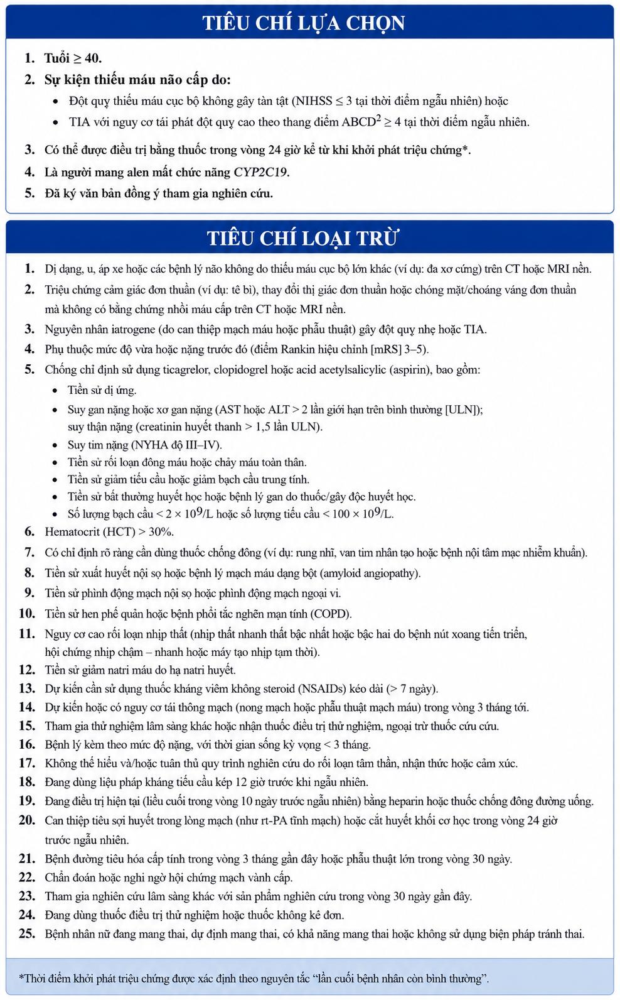 TIÊU CHÍ LỰA CHỌN
1. Tuổi ≥ 40.
2. Sự kiện thiếu máu não cấp do:
• Đột quỵ thiếu máu cục bộ không gây tàn tật (NIHSS ≤ 3 tại thời điểm ngẫu nhiên) hoặc
• TIA với nguy cơ tái phát đột quỵ cao theo thang điểm ABCD² ≥ 4 tại thời điểm ngẫu nhiên.
3. Có thể được điều trị bằng thuốc trong vòng 24 giờ kể từ khi khởi phát triệu chứng*.
4. Là người mang alen mất chức năng CYP2C19.
5. Đã ký văn bản đồng ý tham gia nghiên cứu.
TIÊU CHÍ LOẠI TRỪ
1. Dị dạng, u, áp xe hoặc các bệnh lý não không do thiếu máu cục bộ lớn khác (ví dụ: đa xơ cứng) trên CT hoặc MRI nền.
2. Triệu chứng cảm giác đơn thuần (ví dụ: tê bì), thay đổi thị giác đơn thuần hoặc chóng mặt/choáng váng đơn thuần
mà không có bằng chứng nhồi máu cấp trên CT hoặc MRI nền.
3. Nguyên nhân iatrogene (do can thiệp mạch máu hoặc phẫu thuật) gây đột quỵ nhẹ hoặc TIA.
4. Phụ thuộc mức độ vừa hoặc nặng trước đó (điểm Rankin hiệu chỉnh [mRS] 3–5).
5. Chống chỉ định sử dụng ticagrelor, clopidogrel hoặc acid acetylsalicylic (aspirin), bao gồm:
• Tiền sử dị ứng.
• Suy gan nặng hoặc xơ gan nặng (AST hoặc ALT > 2 lần giới hạn trên bình thường [ULN]);
suy thận nặng (creatinin huyết thanh > 1,5 lần ULN).
• Suy tim nặng (NYHA độ III–IV).
• Tiền sử rối loạn đông máu hoặc chảy máu toàn thân.
• Tiền sử giảm tiểu cầu hoặc giảm bạch cầu trung tính.
• Tiền sử bất thường huyết học hoặc bệnh lý gan do thuốc/gây độc huyết học.
• Số lượng bạch cầu < 2 × 10⁹/L hoặc số lượng tiểu cầu < 100 × 10⁹/L.
6. Hematocrit (HCT) > 30%.
7. Có chỉ định rõ ràng cần dùng thuốc chống đông (ví dụ: rung nhĩ, van tim nhân tạo hoặc bệnh nội tâm mạc nhiễm khuẩn).
8. Tiền sử xuất huyết nội sọ hoặc bệnh lý mạch máu dạng bột (amyloid angiopathy).
9. Tiền sử phình động mạch nội sọ hoặc phình động mạch ngoại vi.
10. Tiền sử hen phế quản hoặc bệnh phổi tắc nghẽn mạn tính (COPD).
11. Nguy cơ cao rối loạn nhịp thất (nhịp thất nhanh thất bậc nhất hoặc bậc hai do bệnh nút xoang tiến triển,
hội chứng nhịp chậm – nhanh hoặc máy tạo nhịp tạm thời).
12. Tiền sử giảm natri máu do hạ natri huyết.
13. Dự kiến cần sử dụng thuốc kháng viêm không steroid (NSAIDs) kéo dài (> 7 ngày).
14. Dự kiến hoặc có nguy cơ tái thông mạch (nong mạch hoặc phẫu thuật mạch máu) trong vòng 3 tháng tới.
15. Tham gia thử nghiệm lâm sàng khác hoặc nhận thuốc điều trị thử nghiệm, ngoại trừ thuốc cứu cứu.
16. Bệnh lý kèm theo mức độ nặng, với thời gian sống kỳ vọng < 3 tháng.
17. Không thể hiểu và/hoặc tuân thủ quy trình nghiên cứu do rối loạn tâm thần, nhận thức hoặc cảm xúc.
18. Đang dùng liệu pháp kháng tiểu cầu kép 12 giờ trước khi ngẫu nhiên.
19. Đang điều trị hiện tại (liều cuối trong vòng 10 ngày trước ngẫu nhiên) bằng heparin hoặc thuốc chống đông đường uống.
20. Can thiệp tiêu sợi huyết trong lòng mạch (như rt-PA tĩnh mạch) hoặc cắt huyết khối cơ học trong vòng 24 giờ
trước ngẫu nhiên.
21. Bệnh đường tiêu hóa cấp tính trong vòng 3 tháng gần đây hoặc phẫu thuật lớn trong vòng 30 ngày.
22. Chẩn đoán hoặc nghi ngờ hội chứng mạch vành cấp.
23. Tham gia nghiên cứu lâm sàng khác với sản phẩm nghiên cứu trong vòng 30 ngày gần đây.
24. Đang dùng thuốc điều trị thử nghiệm hoặc thuốc không kê đơn.
25. Bệnh nhân nữ đang mang thai, dự định mang thai, có khả năng mang thai hoặc không sử dụng biện pháp tránh thai.
*Thời điểm khởi phát triệu chứng được xác định theo nguyên tắc “lần cuối bệnh nhân còn bình thường”.